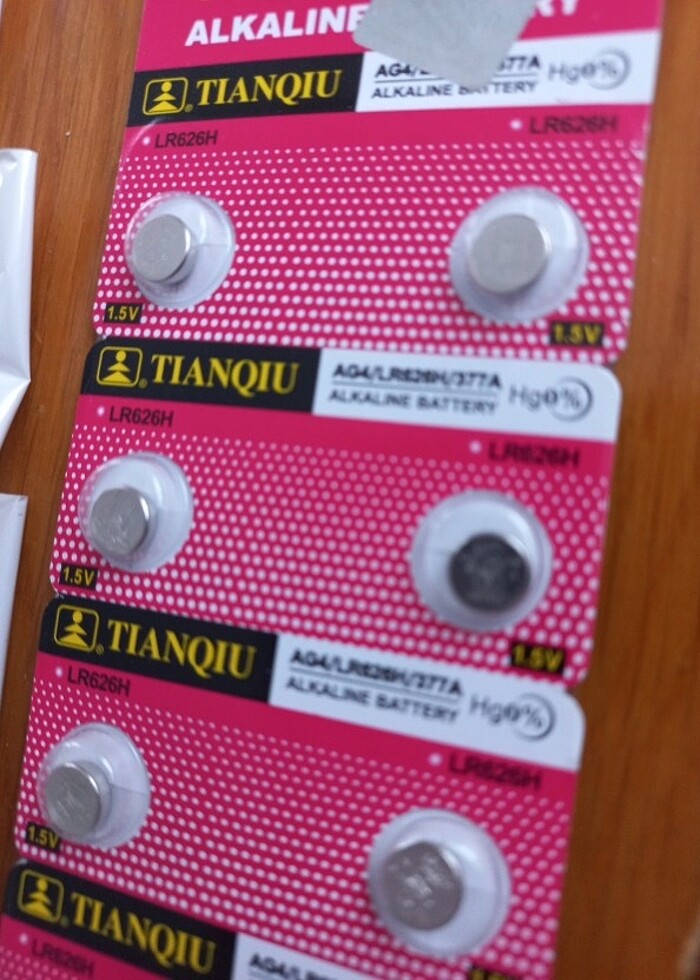 ALKALINE
TIANQIU
AG4/ 377A
ALKALINE BATTERY
Hg0%
LR626H
LR626H
1.5V
1.5V
TIANQIU
AG4/LR626H/377A
ALKALINE BATTERY
Hg0%
LR626H
LR626H
1.5V
1.5V
TIANQIU
AG4/LR626H/377A
ALKALINE BATTERY
Hg0%
LR626H
LR626H
1.5V
TIANQIU
LR626H